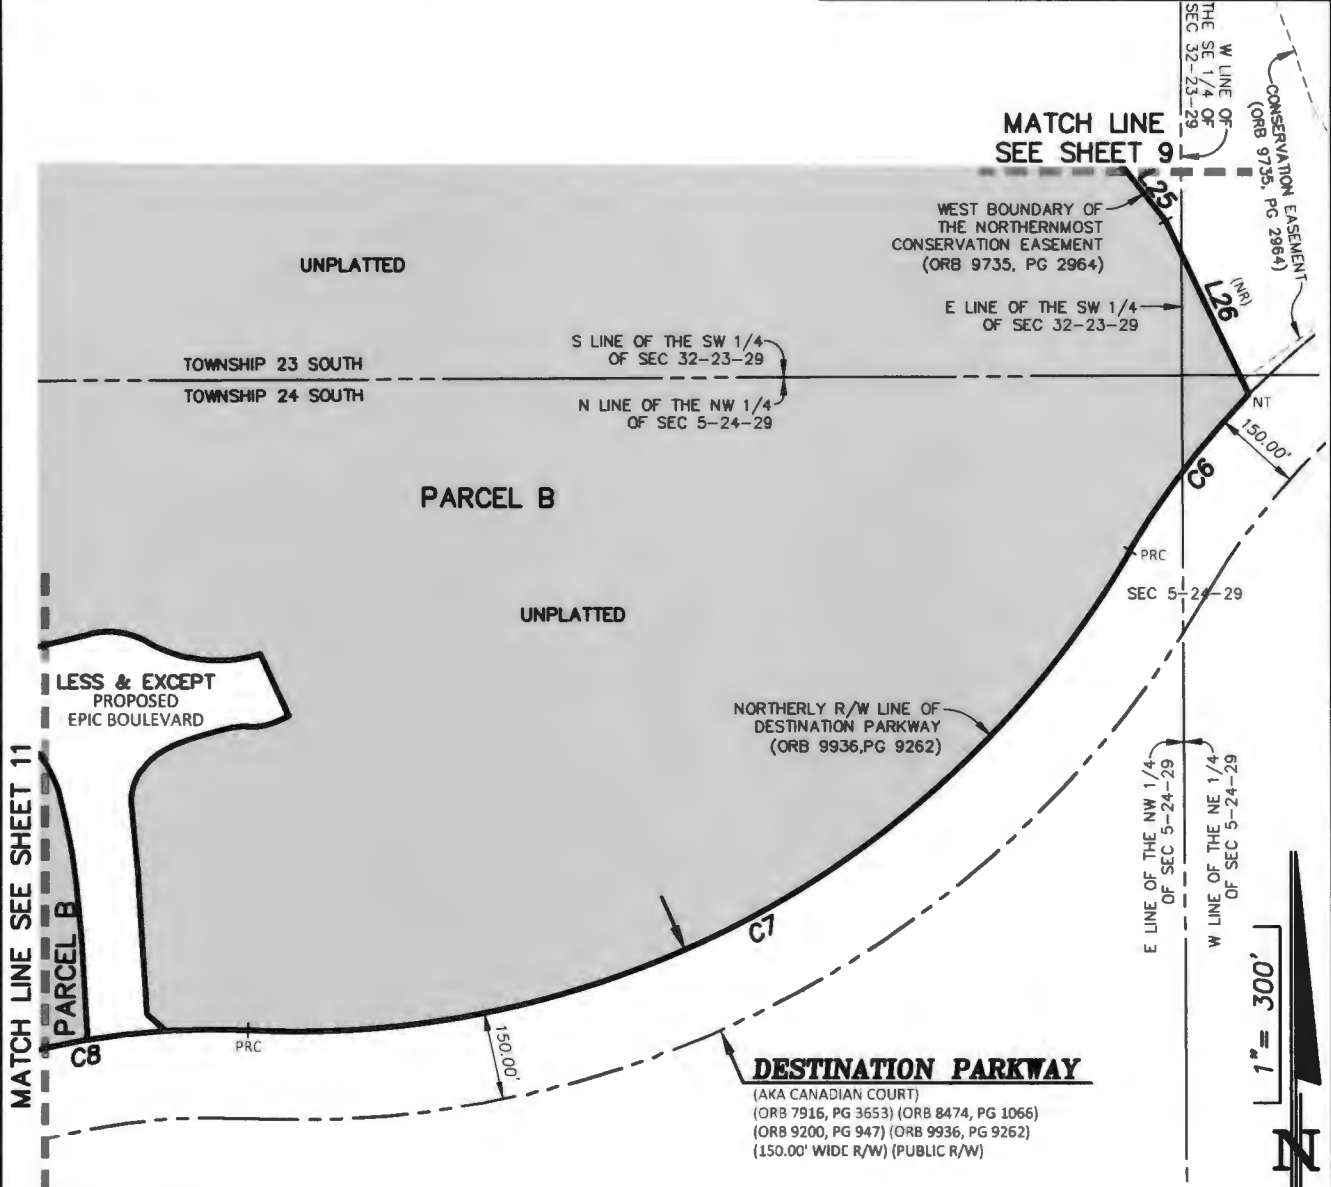 W LINE OF
THE SE 1/4 OF
SEC 32-23-29
CONSERVATION EASEMENT
(ORB 9735, PG 2964)
MATCH LINE
SEE SHEET 9
L25
WEST BOUNDARY OF
THE NORTHERNMOST
CONSERVATION EASEMENT
(ORB 9735, PG 2964)
UNPLATTED
L26
(NR)
E LINE OF THE SW 1/4
OF SEC 32-23-29
S LINE OF THE SW 1/4
OF SEC 32-23-29
TOWNSHIP 23 SOUTH
TOWNSHIP 24 SOUTH
N LINE OF THE NW 1/4
OF SEC 5-24-29
NT
150.00'
C6
PARCEL B
PRC
SEC 5-24-29
UNPLATTED
LESS & EXCEPT
PROPOSED
EPIC BOULEVARD
NORTHERLY R/W LINE OF
DESTINATION PARKWAY
(ORB 9936,PG 9262)
E LINE OF THE NW 1/4
OF SEC 5-24-29
W LINE OF THE NE 1/4
OF SEC 5-24-29
MATCH LINE SEE SHEET 11
PARCEL B
C7
C8
PRC
150.00'
DESTINATION PARKWAY
(AKA CANADIAN COURT)
(ORB 7916, PG 3653) (ORB 8474, PG 1066)
(ORB 9200, PG 947) (ORB 9936, PG 9262)
(150.00' WIDE R/W) (PUBLIC R/W)
1"= 300'
N